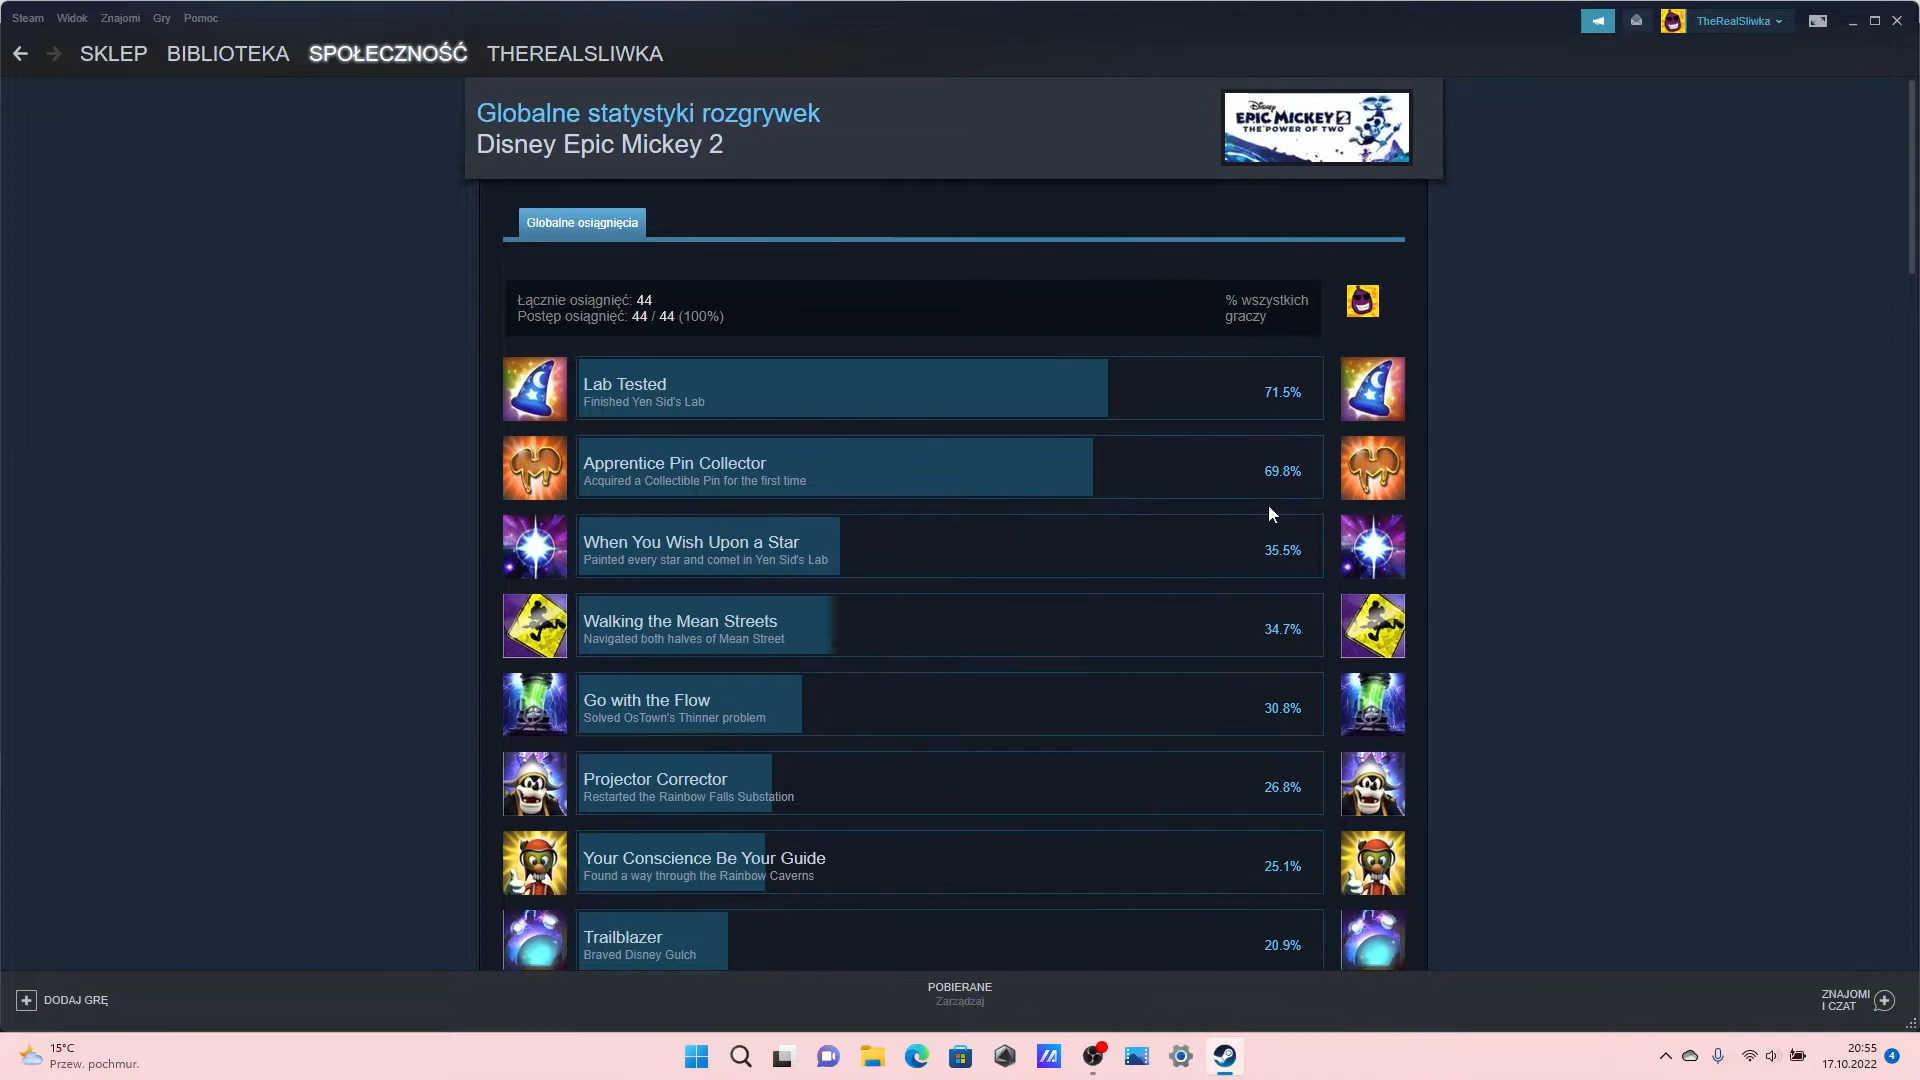 Steam Widok Znajomi Gry Pomoc
TheRealSliwka
SKLEP BIBLIOTEKA SPOŁECZNOŚĆ THEREALSLIWKA
Globalne statystyki rozgrywek
Disney Epic Mickey 2
Disney
EPIC MICKEY 2
THE POWER OF TWO
Globalne osiągnięcia
Łącznie osiągnięć: 44
Postęp osiągnięć: 44 / 44 (100%)
% wszystkich
graczy
Lab Tested
Finished Yen Sid's Lab
71.5%
Apprentice Pin Collector
Acquired a Collectible Pin for the first time
69.8%
When You Wish Upon a Star
Painted every star and comet in Yen Sid's Lab
35.5%
Walking the Mean Streets
Navigated both halves of Mean Street
34.7%
Go with the Flow
Solved OsTown's Thinner problem
30.8%
Projector Corrector
Restarted the Rainbow Falls Substation
26.8%
Your Conscience Be Your Guide
Found a way through the Rainbow Caverns
25.1%
Trailblazer
Braved Disney Gulch
20.9%
DODAJ GRĘ
POBIERANE
Zarządzaj
ZNAJOMI
I CZAT
15°C
Przew. pochmur.
20:55
17.10.2022
4